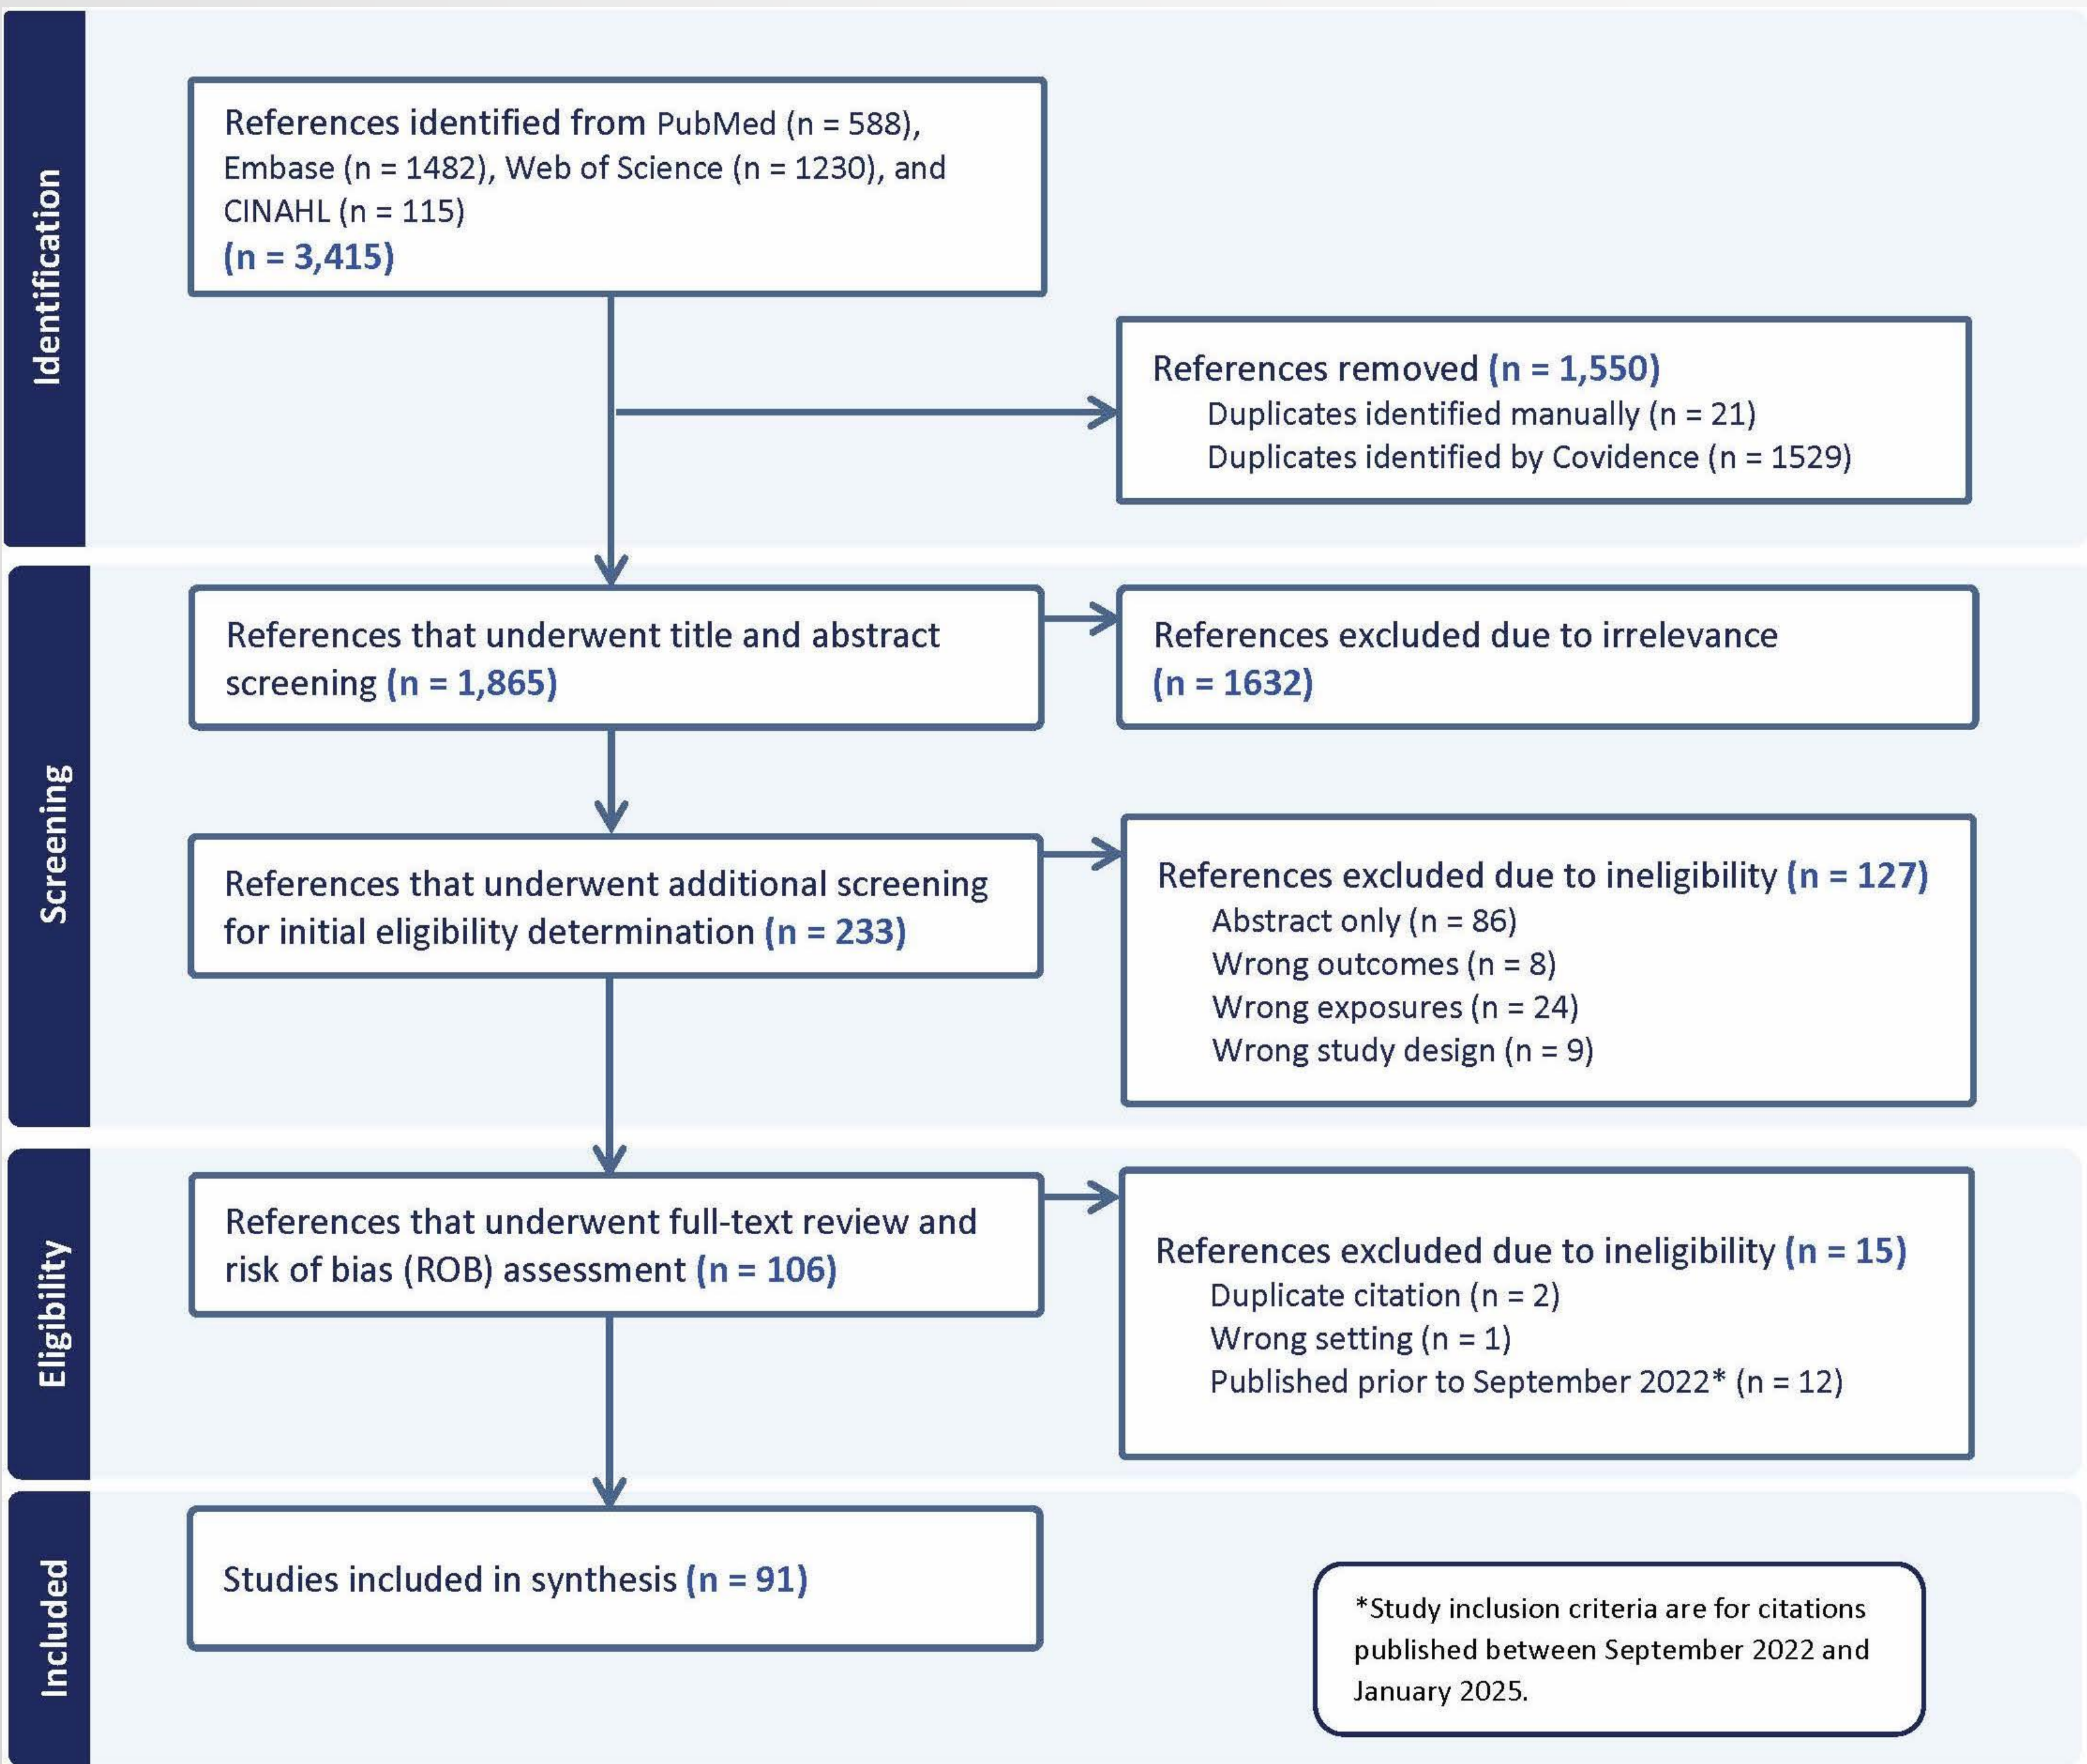 Identification
References identified from PubMed (n = 588),
Embase (n = 1482), Web of Science (n = 1230), and
CINAHL (n = 115)
(n = 3,415)
References removed (n = 1,550)
Duplicates identified manually (n = 21)
Duplicates identified by Covidence (n = 1529)
Screening
References that underwent title and abstract
screening (n = 1,865)
References excluded due to irrelevance
(n = 1632)
References that underwent additional screening
for initial eligibility determination (n = 233)
References excluded due to ineligibility (n = 127)
Abstract only (n = 86)
Wrong outcomes (n = 8)
Wrong exposures (n = 24)
Wrong study design (n = 9)
Eligibility
References that underwent full-text review and
risk of bias (ROB) assessment (n = 106)
References excluded due to ineligibility (n = 15)
Duplicate citation (n = 2)
Wrong setting (n = 1)
Published prior to September 2022* (n = 12)
Included
Studies included in synthesis (n = 91)
*Study inclusion criteria are for citations
published between September 2022 and
January 2025.